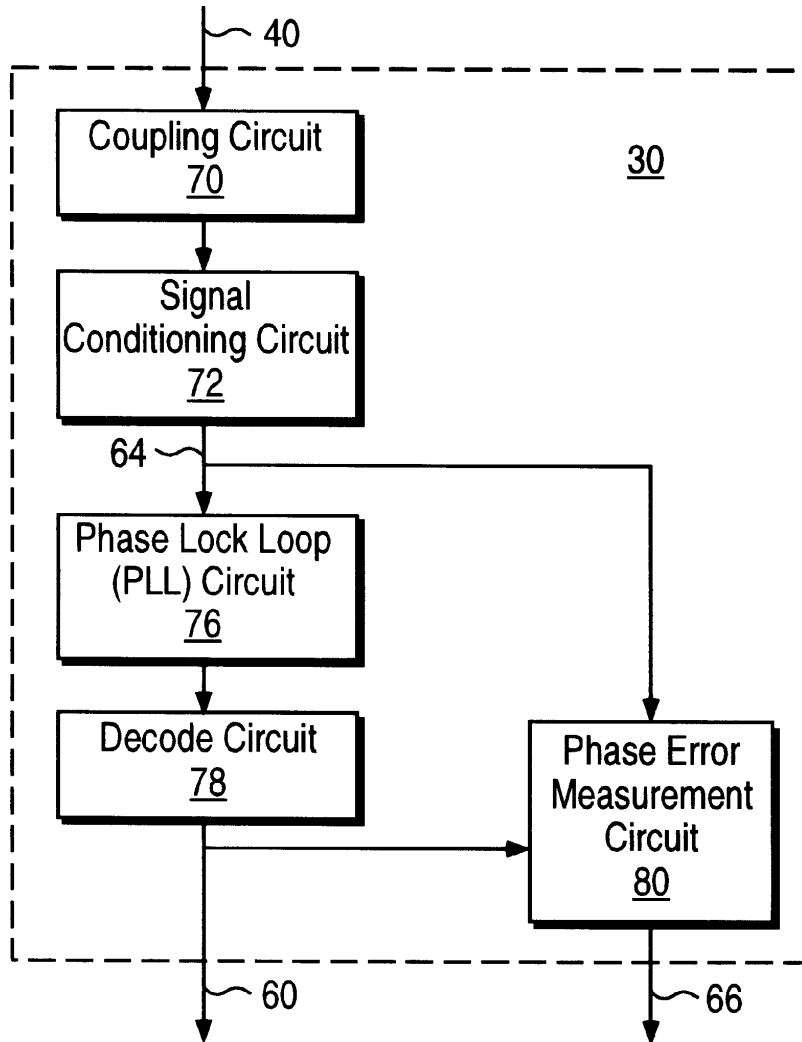 40
Coupling Circuit
70
30
Signal
Conditioning Circuit
72
64
Phase Lock Loop
(PLL) Circuit
76
Decode Circuit
78
Phase Error
Measurement
Circuit
80
60
66